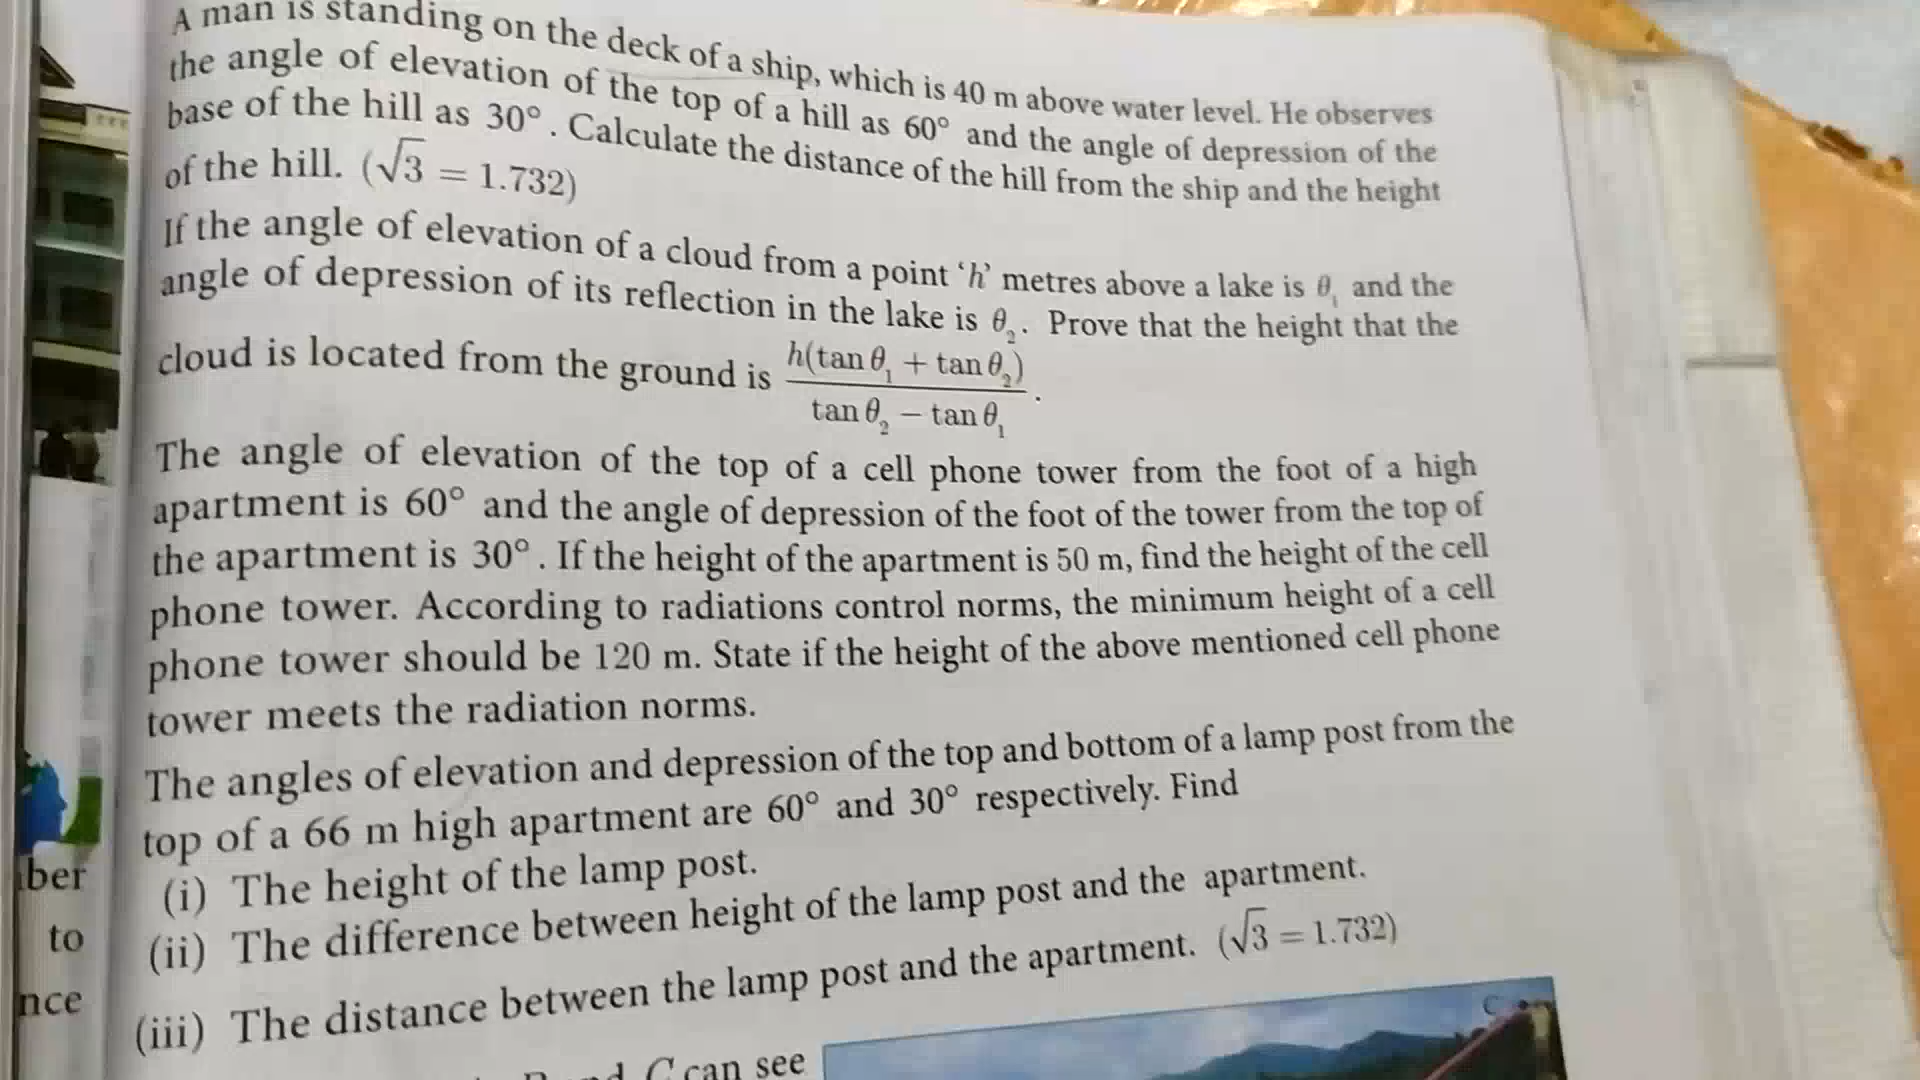 A man is standing on the deck of a ship, which is 40 m above water level. He observes
the angle of elevation of the top of a hill as 60° and the angle of depression of the
base of the hill as 30°. Calculate the distance of the hill from the ship and the height
of the hill. (√3 = 1.732)
If the angle of elevation of a cloud from a point ‘h’ metres above a lake is θ₁ and the
angle of depression of its reflection in the lake is θ₂. Prove that the height that the
cloud is located from the ground is h(tan θ₁ + tan θ₂)
tan θ₂ − tan θ₁ .
The angle of elevation of the top of a cell phone tower from the foot of a high
apartment is 60° and the angle of depression of the foot of the tower from the top of
the apartment is 30°. If the height of the apartment is 50 m, find the height of the cell
phone tower. According to radiations control norms, the minimum height of a cell
phone tower should be 120 m. State if the height of the above mentioned cell phone
tower meets the radiation norms.
The angles of elevation and depression of the top and bottom of a lamp post from the
top of a 66 m high apartment are 60° and 30° respectively. Find
(i) The height of the lamp post.
(ii) The difference between height of the lamp post and the apartment.
(iii) The distance between the lamp post and the apartment. (√3 = 1.732)
C can see
C
ber
to
nce